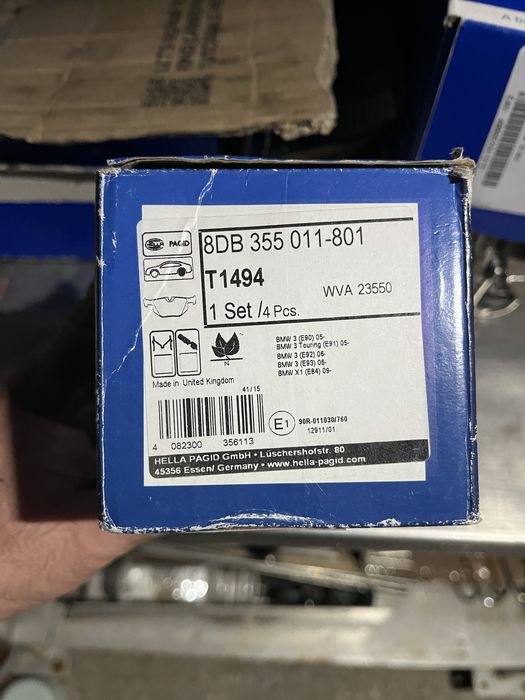 HELLA PAGID
8DB 355 011-801
T1494
1 Set /4 Pcs.
WVA 23550
BMW 3 (E90) 05-
BMW 3 Touring (E91) 05-
BMW 3 (E92) 06-
BMW 3 (E93) 06-
BMW X1 (E84) 09-
N
Made in United Kingdom
41/15
4 082300 356113
E1
90R-011030/760
12911/01
HELLA PAGID GmbH • Lüschershofstr. 80
45356 Essen/ Germany • www.hella-pagid.com